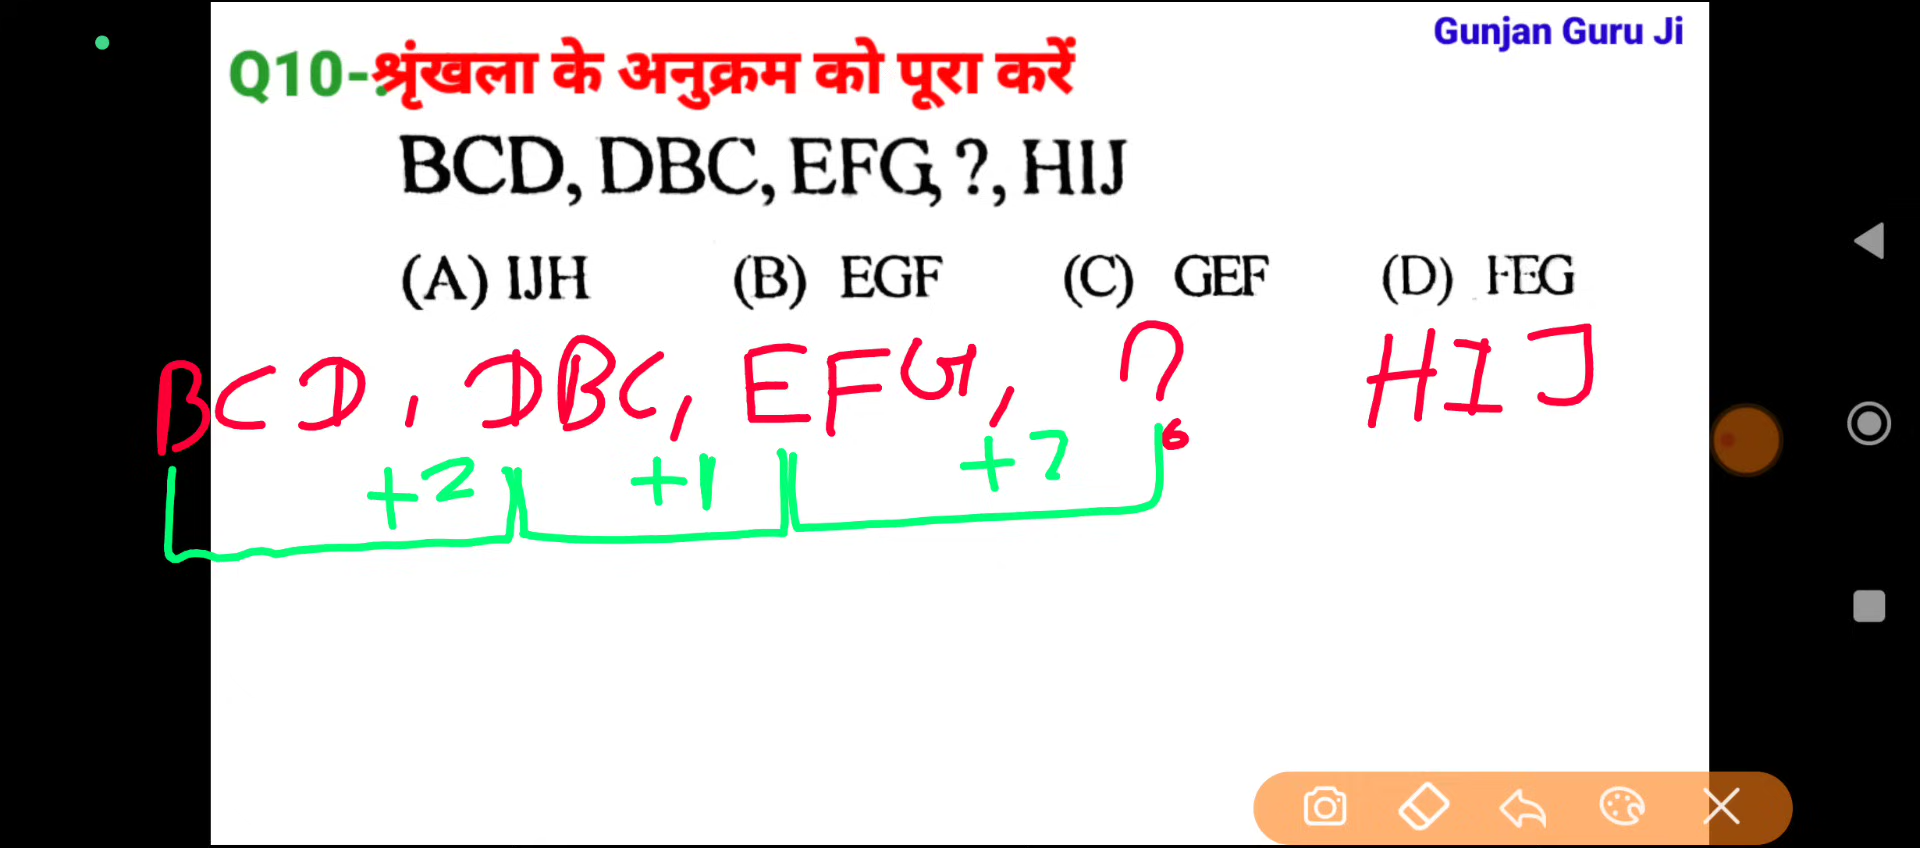 Gunjan Guru Ji
Q10-श्रृंखला के अनुक्रम को पूरा करें
BCD, DBC, EFG, ?, HIJ
(A) IJH (B) EGF (C) GEF (D) FEG
BCD, DBC, EFG, ? HIJ
+2 +1 +2 G